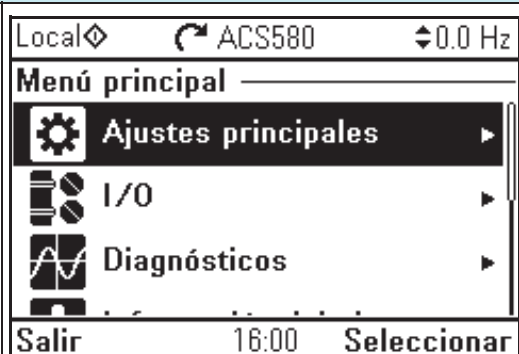 Local ACS580 0.0 Hz
Menú principal
Ajustes principales
I/O
Diagnósticos
Salir 16:00 Seleccionar